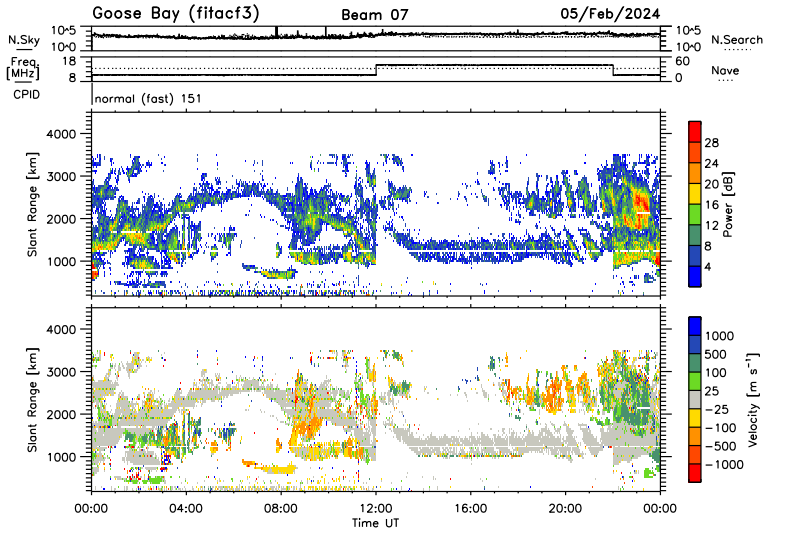 Goose Bay (fitacf3) Beam 07 05/Feb/2024
N.Sky 10^5 10^0 10^5 10^0 N.Search
Freq. [MHz] 18 8 60 0 Nave
CPID normal (fast) 151
Slant Range [km] 4000 3000 2000 1000
Power [dB] 28 24 20 16 12 8 4
Slant Range [km] 4000 3000 2000 1000
Velocity [m s⁻¹] 1000 500 100 25 −25 −100 −500 −1000
00:00 04:00 08:00 12:00 16:00 20:00 00:00
Time UT